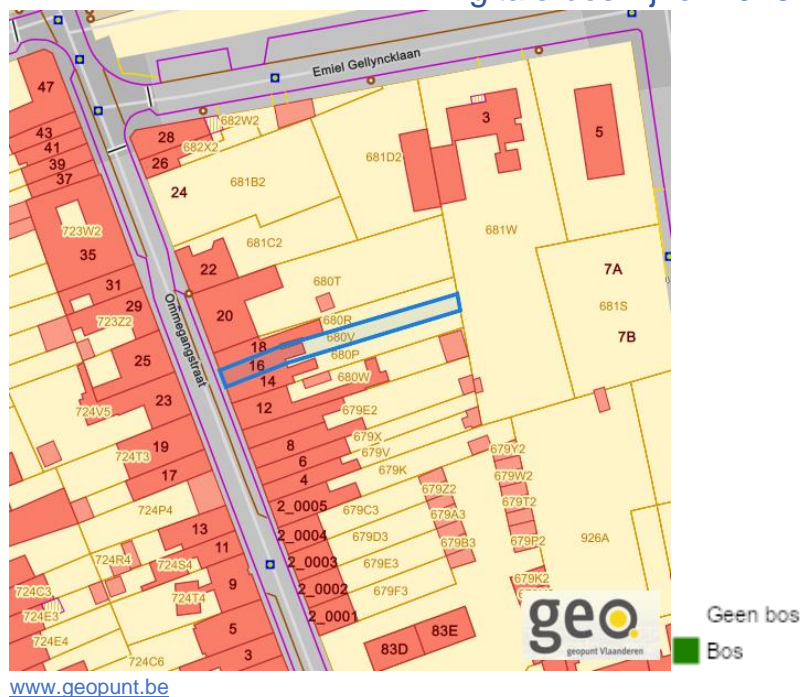 Emiel Gellyncklaan
Ommegangstraat
47
43
41
39
37
723W2
35
31
29
723Z2
25
724V5
23
19
724T3
17
724P4
13
11
724R4
724S4
9
724T4
724C3
724E3
5
724E4
3
724C6
28
682W2
682X2
26
24
681B2
681D2
3
5
681C2
681W
22
680T
7A
20
681S
680R
18
680V
7B
16
680P
14
680W
12
679E2
8
679X
679V
6
679K
4
679Y2
679W2
679Z2
2_0005
679C3
679T2
679A3
2_0004
679D3
679B3
679P2
926A
2_0003
679E3
679K2
2_0002
679F3
2_0001
83E
83D
geo
geopunt Vlaanderen
Geen bos
Bos
www.geopunt.be